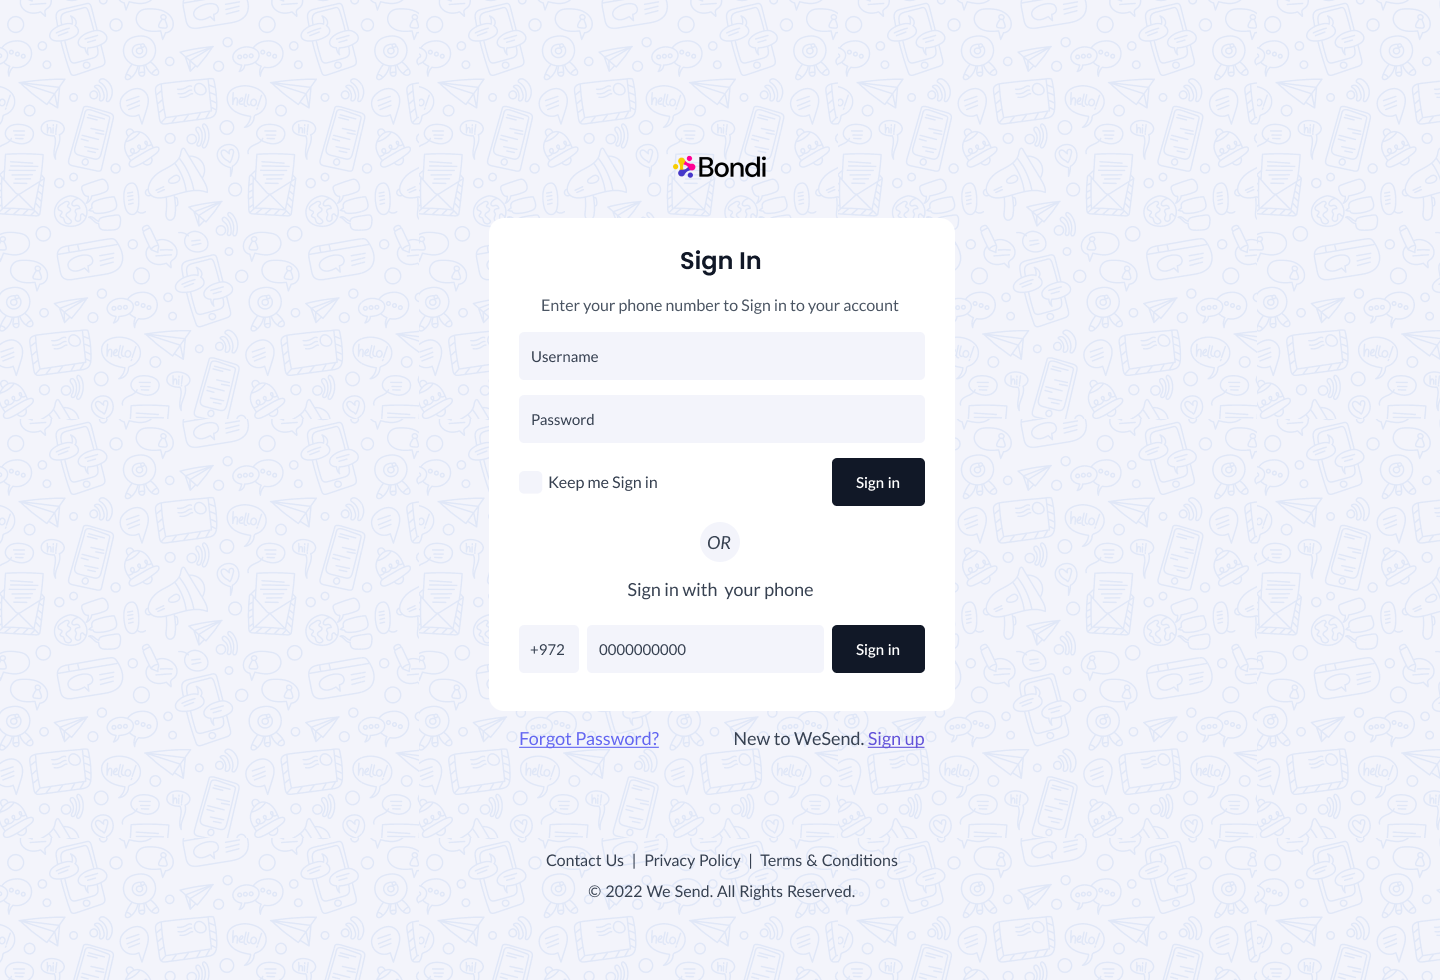 Bondi
Sign In
Enter your phone number to Sign in to your account
Username
Password
Keep me Sign in
Sign in
OR
Sign in with your phone
+972
0000000000
Sign in
Forgot Password?
New to WeSend. Sign up
Contact Us | Privacy Policy | Terms & Conditions
© 2022 We Send. All Rights Reserved.